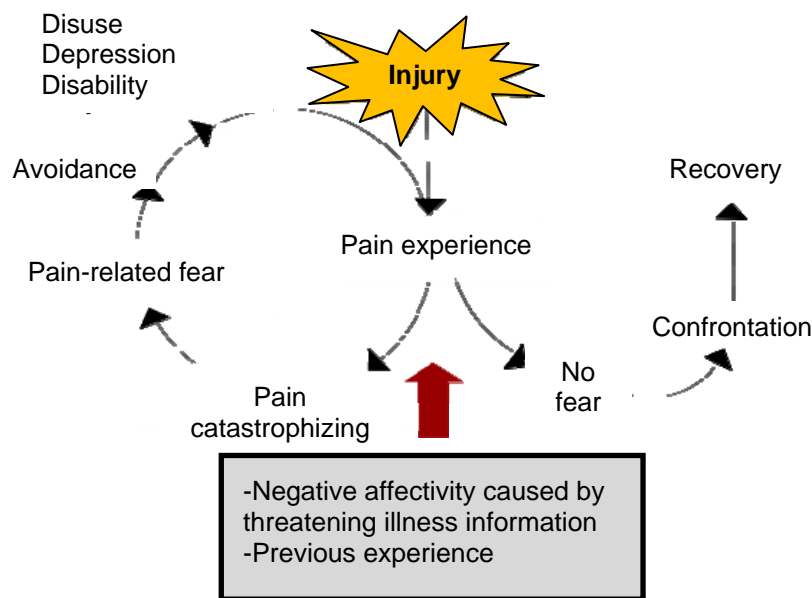 Disuse
Depression
Disability
Injury
Avoidance
Recovery
Pain experience
Pain-related fear
Confrontation
No
fear
Pain
catastrophizing
-Negative affectivity caused by
threatening illness information
-Previous experience